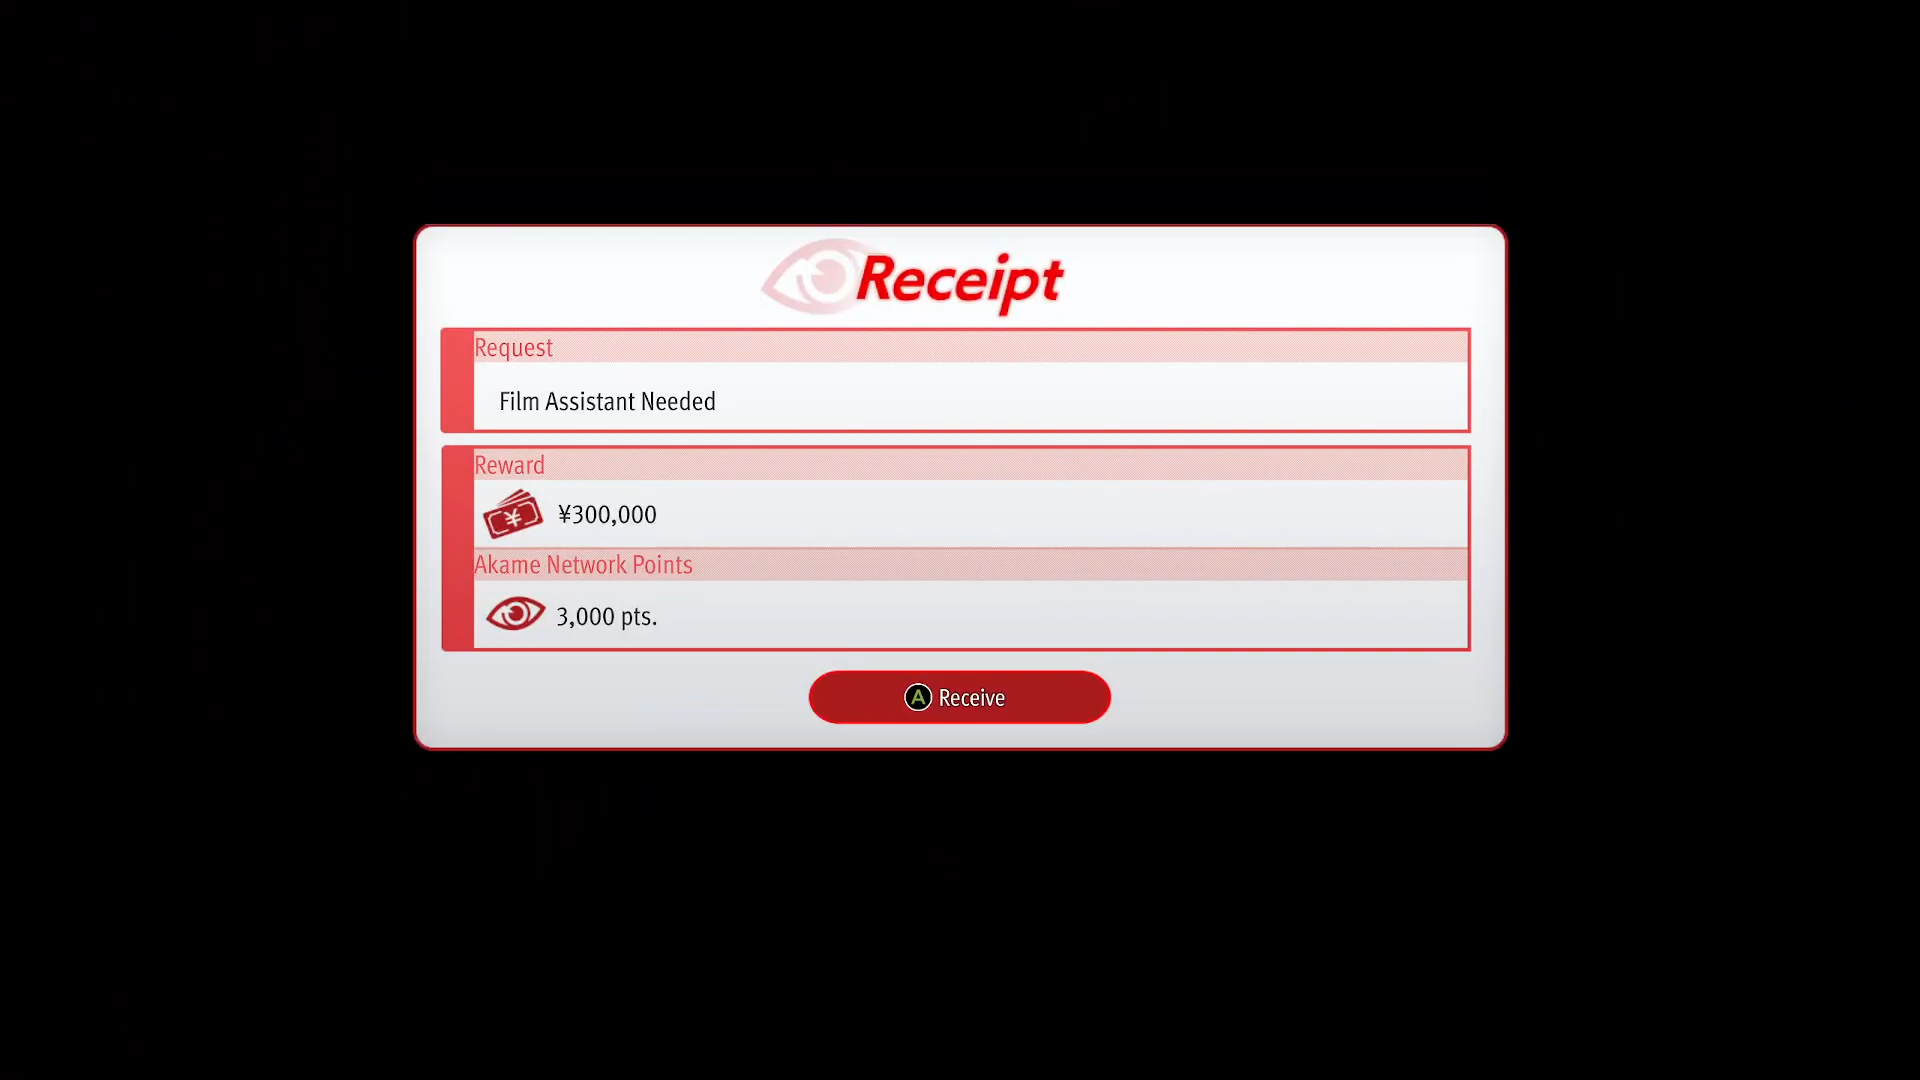 Receipt
Request
Film Assistant Needed
Reward
¥300,000
Akame Network Points
3,000 pts.
A Receive